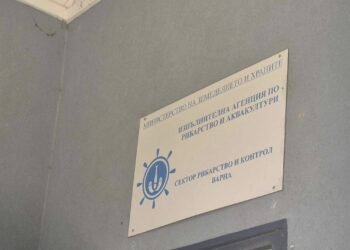 МИНИСТЕРСТВО НА ЗЕМЕДЕЛИЕТО И ХРАНИТЕ
ИЗПЪЛНИТЕЛНА АГЕНЦИЯ ПО
РИБАРСТВО И АКВАКУЛТУРИ
СЕКТОР РИБАРСТВО И КОНТРОЛ
ВАРНА